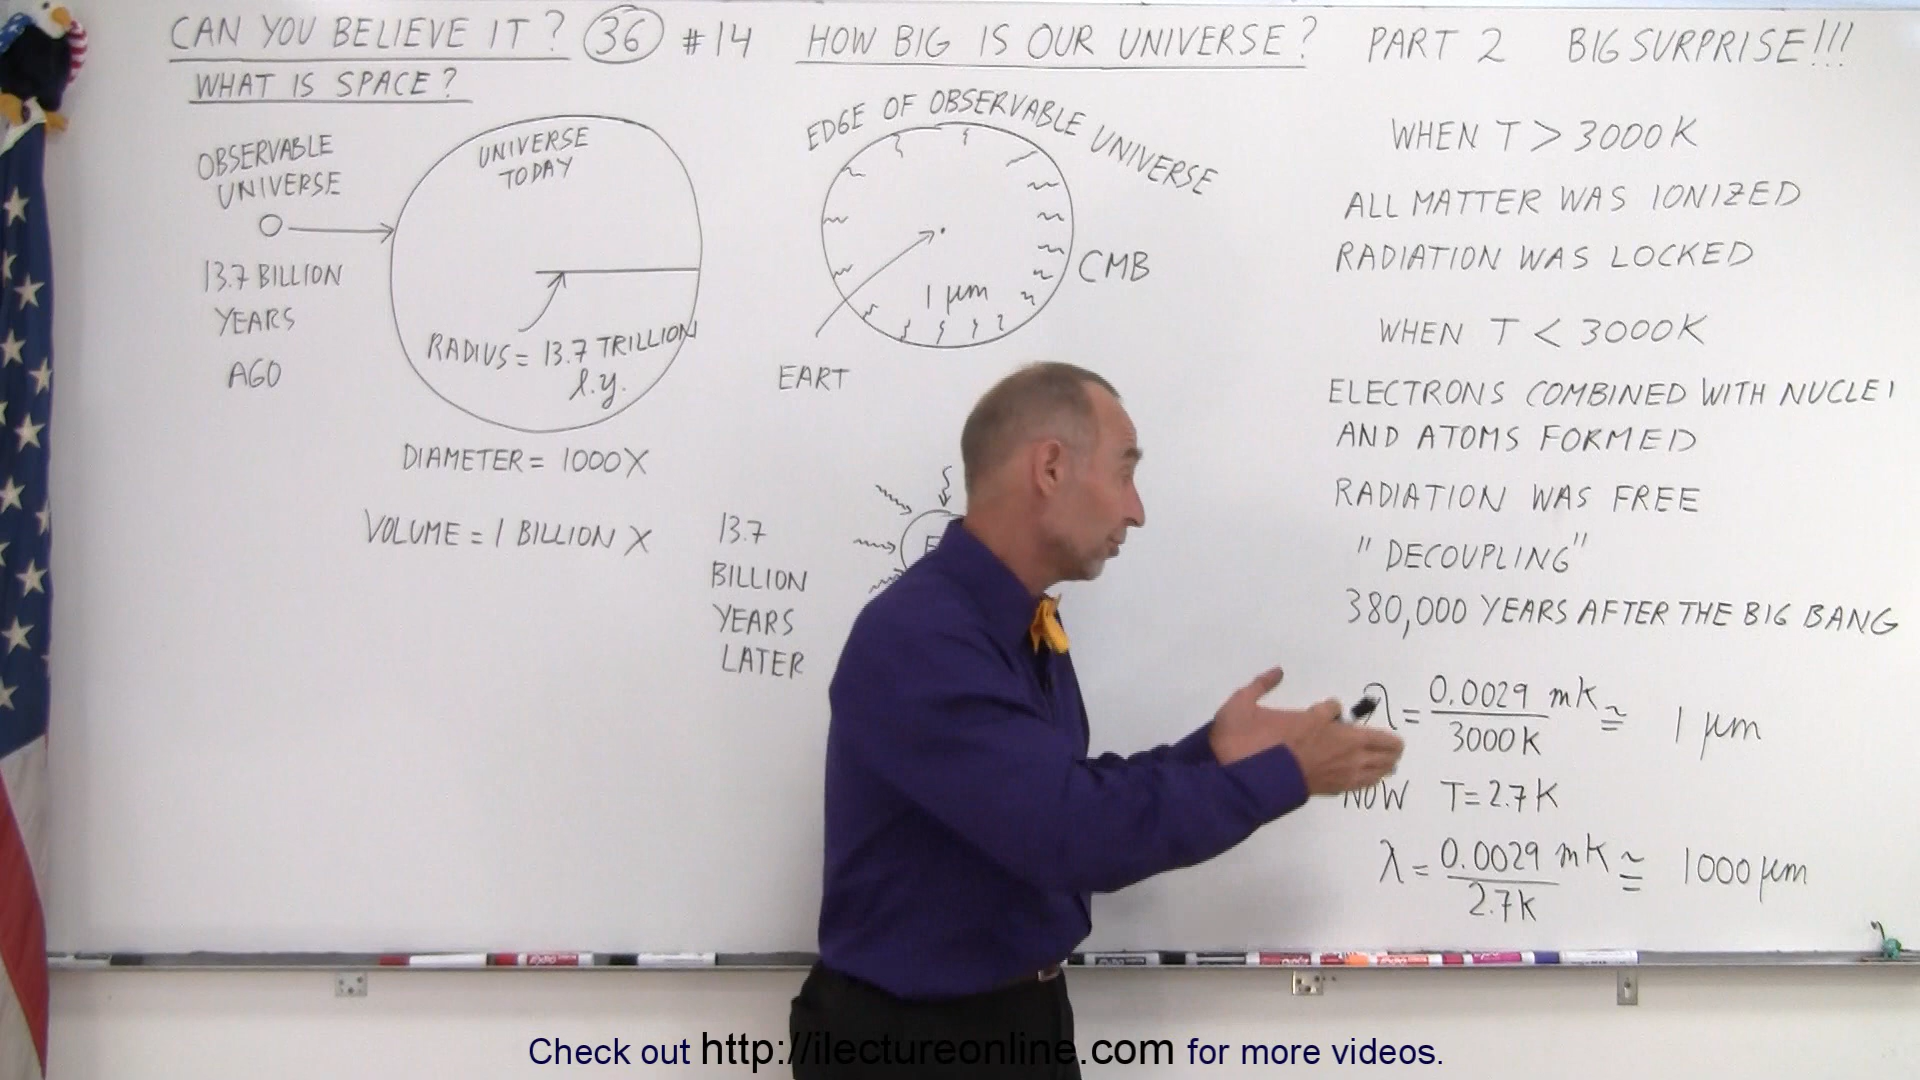 CAN YOU BELIEVE IT? 36 #14 HOW BIG IS OUR UNIVERSE? PART 2 BIG SURPRISE!!!
WHAT IS SPACE?
OBSERVABLE
UNIVERSE
13.7 BILLION
YEARS
AGO
UNIVERSE
TODAY
RADIUS = 13.7 TRILLION
l.y.
DIAMETER = 1000X
VOLUME = 1 BILLION X
EDGE OF OBSERVABLE UNIVERSE
CMB
1 μm
EART
13.7
BILLION
YEARS
LATER
WHEN T > 3000K
ALL MATTER WAS IONIZED
RADIATION WAS LOCKED
WHEN T < 3000K
ELECTRONS COMBINED WITH NUCLEI
AND ATOMS FORMED
RADIATION WAS FREE
"DECOUPLING"
380,000 YEARS AFTER THE BIG BANG
λ = 0.0029 mK / 3000K ≅ 1 μm
NOW T = 2.7K
λ = 0.0029 mK / 2.7K ≅ 1000 μm
Check out http://ilectureonline.com for more videos.